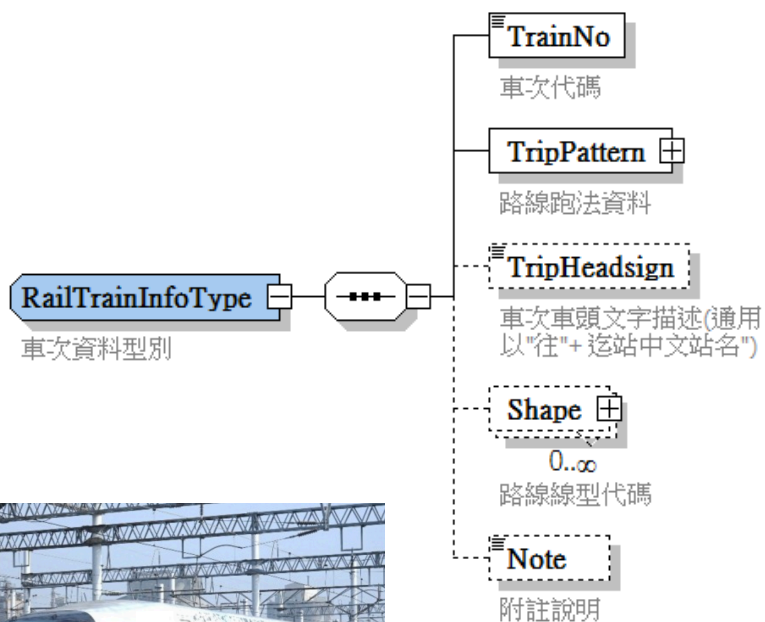 TrainNo
車次代碼
TripPattern
路線跑法資料
TripHeadsign
車次車頭文字描述(通用
以"往"+ 迄站中文站名")
RailTrainInfoType
車次資料型別
Shape
0..∞
路線線型代碼
Note
附註說明